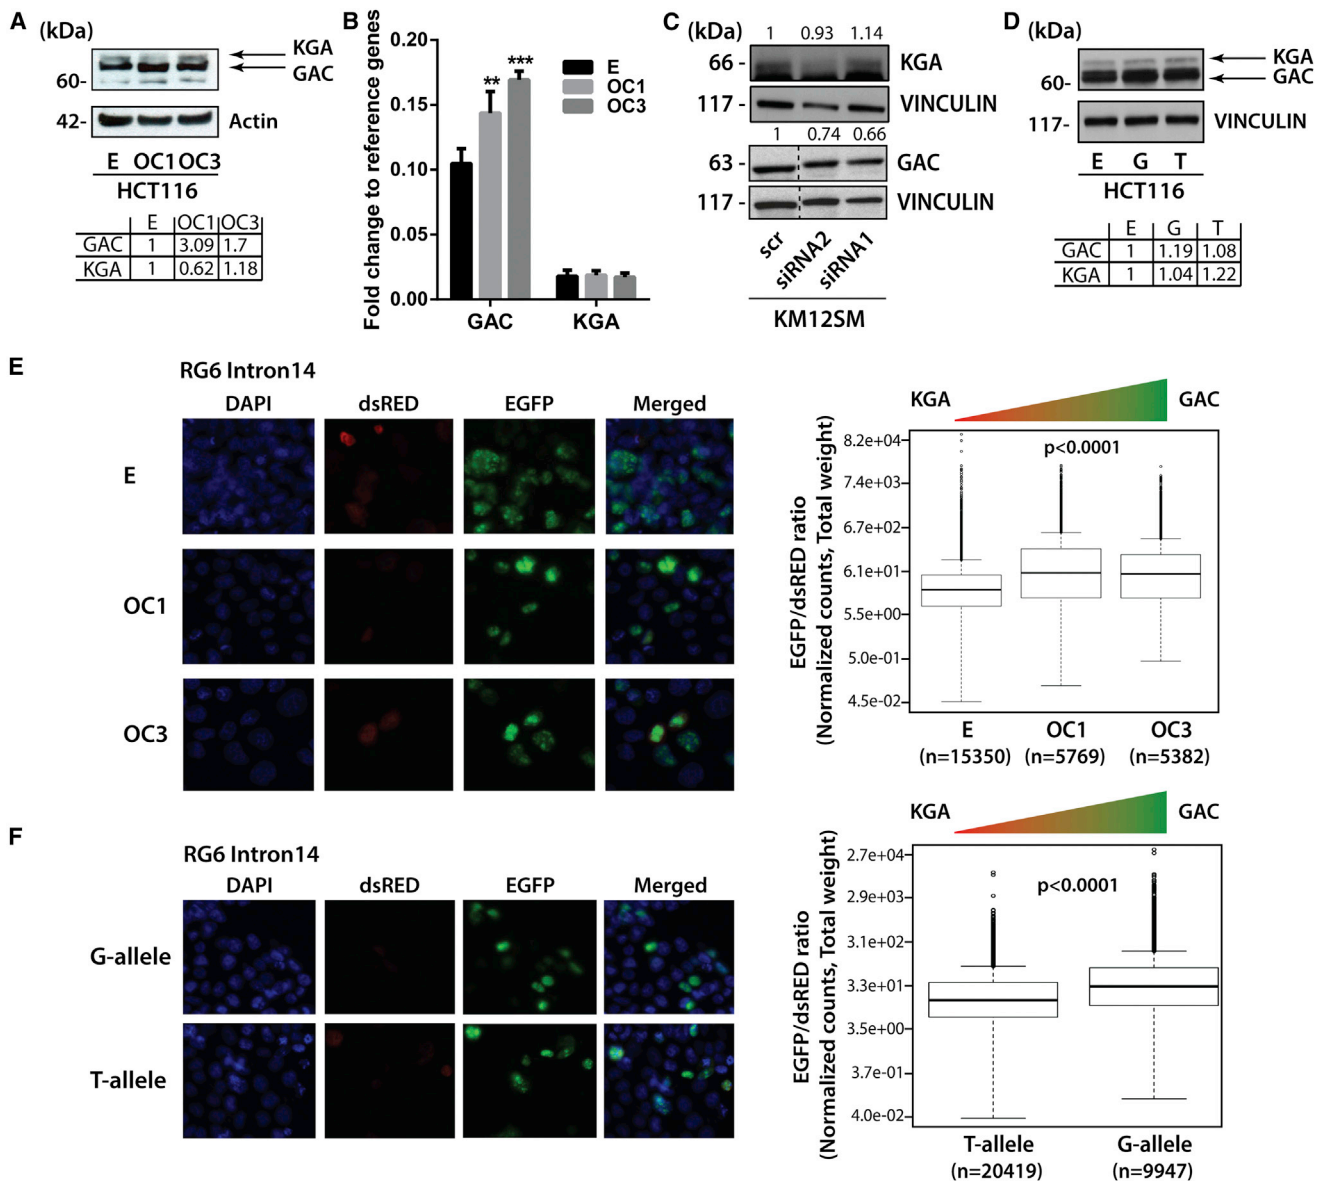 A
(kDa)
KGA
GAC
60-
42-
Actin
E OC1 OC3
HCT116
E OC1 OC3
GAC 1 3.09 1.7
KGA 1 0.62 1.18
B
Fold change to reference genes
0.20
0.15
0.10
0.05
0.00
** ***
E
OC1
OC3
GAC KGA
C
(kDa)
1 0.93 1.14
66 - KGA
117 - VINCULIN
1 0.74 0.66
63 - GAC
117 - VINCULIN
scr siRNA2 siRNA1
KM12SM
D
(kDa)
KGA
60- GAC
117- VINCULIN
E G T
HCT116
E G T
GAC 1 1.19 1.08
KGA 1 1.04 1.22
E
RG6 Intron14
DAPI dsRED EGFP Merged
E
OC1
OC3
KGA GAC
EGFP/dsRED ratio
(Normalized counts, Total weight)
8.2e+04
7.4e+03
6.7e+02
6.1e+01
5.5e+00
5.0e-01
4.5e-02
p<0.0001
E OC1 OC3
(n=15350) (n=5769) (n=5382)
F
RG6 Intron14
DAPI dsRED EGFP Merged
G-allele
T-allele
KGA GAC
EGFP/dsRED ratio
(Normalized counts, Total weight)
2.7e+04
2.9e+03
3.1e+02
3.3e+01
3.5e+00
3.7e-01
4.0e-02
p<0.0001
T-allele G-allele
(n=20419) (n=9947)